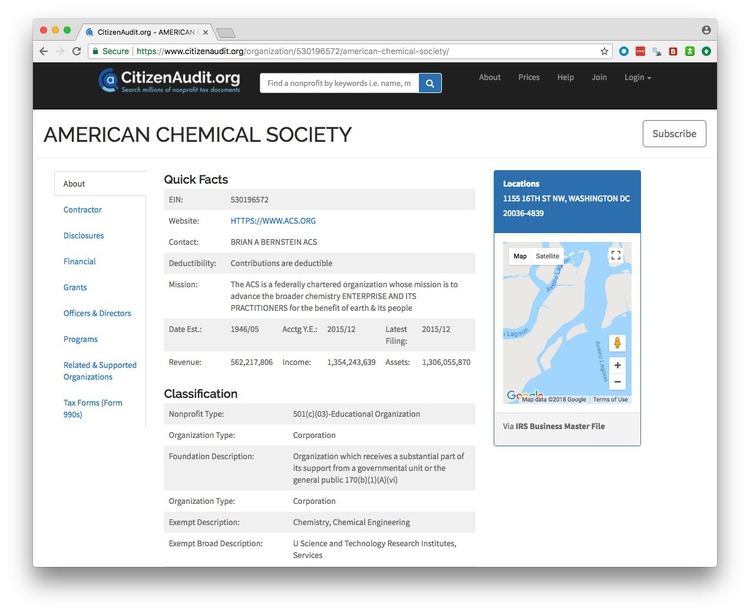 CitizenAudit.org - AMERICAN C
Secure | https://www.citizenaudit.org/organization/530196572/american-chemical-society/
CitizenAudit.org
Search millions of nonprofit tax documents
Find a nonprofit by keywords i.e. name, m
About Prices Help Join Login
AMERICAN CHEMICAL SOCIETY
Subscribe
About
Contractor
Disclosures
Financial
Grants
Officers & Directors
Programs
Related & Supported
Organizations
Tax Forms (Form
990s)
Quick Facts
EIN: 530196572
Website: HTTPS://WWW.ACS.ORG
Contact: BRIAN A BERNSTEIN ACS
Deductibility: Contributions are deductible
Mission: The ACS is a federally chartered organization whose mission is to
advance the broader chemistry ENTERPRISE AND ITS
PRACTITIONERS for the benefit of earth & its people
Date Est.: 1946/05 Acctg Y.E.: 2015/12 Latest 2015/12
Filing:
Revenue: 562,217,806 Income: 1,354,243,639 Assets: 1,306,055,870
Classification
Nonprofit Type: 501(c)(03)-Educational Organization
Organization Type: Corporation
Foundation Description: Organization which receives a substantial part of
its support from a governmental unit or the
general public 170(b)(1)(A)(vi)
Organization Type: Corporation
Exempt Description: Chemistry, Chemical Engineering
Exempt Broad Description: U Science and Technology Research Institutes,
Services
Locations
1155 16TH ST NW, WASHINGTON DC
20036-4839
Map Satellite
Avero Lagoon
Lagoon
Avero Lagoon
+
−
Google
Map data ©2018 Google Terms of Use
Via IRS Business Master File